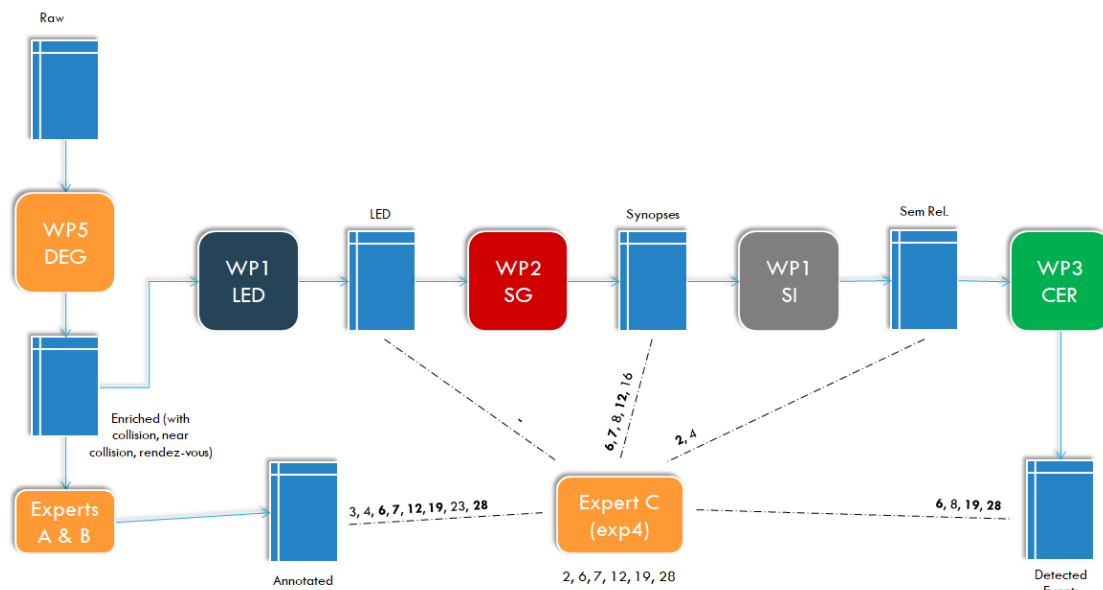 Raw
WP5
DEG
LED
Synopses
Sem Rel.
WP1
LED
WP2
SG
WP1
SI
WP3
CER
6, 7, 8, 12, 16
-
2, 4
Enriched (with
collision, near
collision, rendez-vous)
Experts
A & B
3, 4, 6, 7, 12, 19, 23, 28
Expert C
(exp4)
6, 8, 19, 28
2, 6, 7, 12, 19, 28
Annotated
Detected
Events